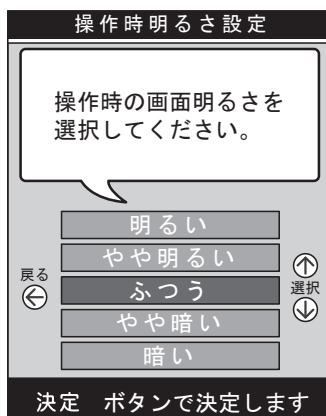 操作時明るさ設定
操作時の画面明るさを
選択してください。
明るい
やや明るい
ふつう
やや暗い
暗い
戻る
選択
決定 ボタンで決定します